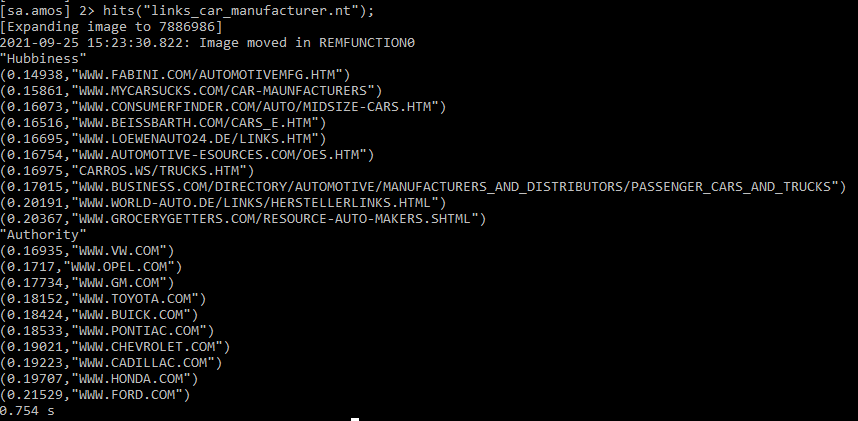 [sa.amos] 2> hits("links_car_manufacturer.nt");
[Expanding image to 7886986]
2021-09-25 15:23:30.822: Image moved in REMFUNCTION0
"Hubbiness"
(0.14938,"WWW.FABINI.COM/AUTOMOTIVEMFG.HTM")
(0.15861,"WWW.MYCARSUCKS.COM/CAR-MAUNFACTURERS")
(0.16073,"WWW.CONSUMERFINDER.COM/AUTO/MIDSIZE-CARS.HTM")
(0.16516,"WWW.BEISSBARTH.COM/CARS_E.HTM")
(0.16695,"WWW.LOEWENAUTO24.DE/LINKS.HTM")
(0.16754,"WWW.AUTOMOTIVE-ESOURCES.COM/OES.HTM")
(0.16975,"CARROS.WS/TRUCKS.HTM")
(0.17015,"WWW.BUSINESS.COM/DIRECTORY/AUTOMOTIVE/MANUFACTURERS_AND_DISTRIBUTORS/PASSENGER_CARS_AND_TRUCKS")
(0.20191,"WWW.WORLD-AUTO.DE/LINKS/HERSTELLERLINKS.HTML")
(0.20367,"WWW.GROCERYGETTERS.COM/RESOURCE-AUTO-MAKERS.SHTML")
"Authority"
(0.16935,"WWW.VW.COM")
(0.1717,"WWW.OPEL.COM")
(0.17734,"WWW.GM.COM")
(0.18152,"WWW.TOYOTA.COM")
(0.18424,"WWW.BUICK.COM")
(0.18533,"WWW.PONTIAC.COM")
(0.19021,"WWW.CHEVROLET.COM")
(0.19223,"WWW.CADILLAC.COM")
(0.19707,"WWW.HONDA.COM")
(0.21529,"WWW.FORD.COM")
0.754 s